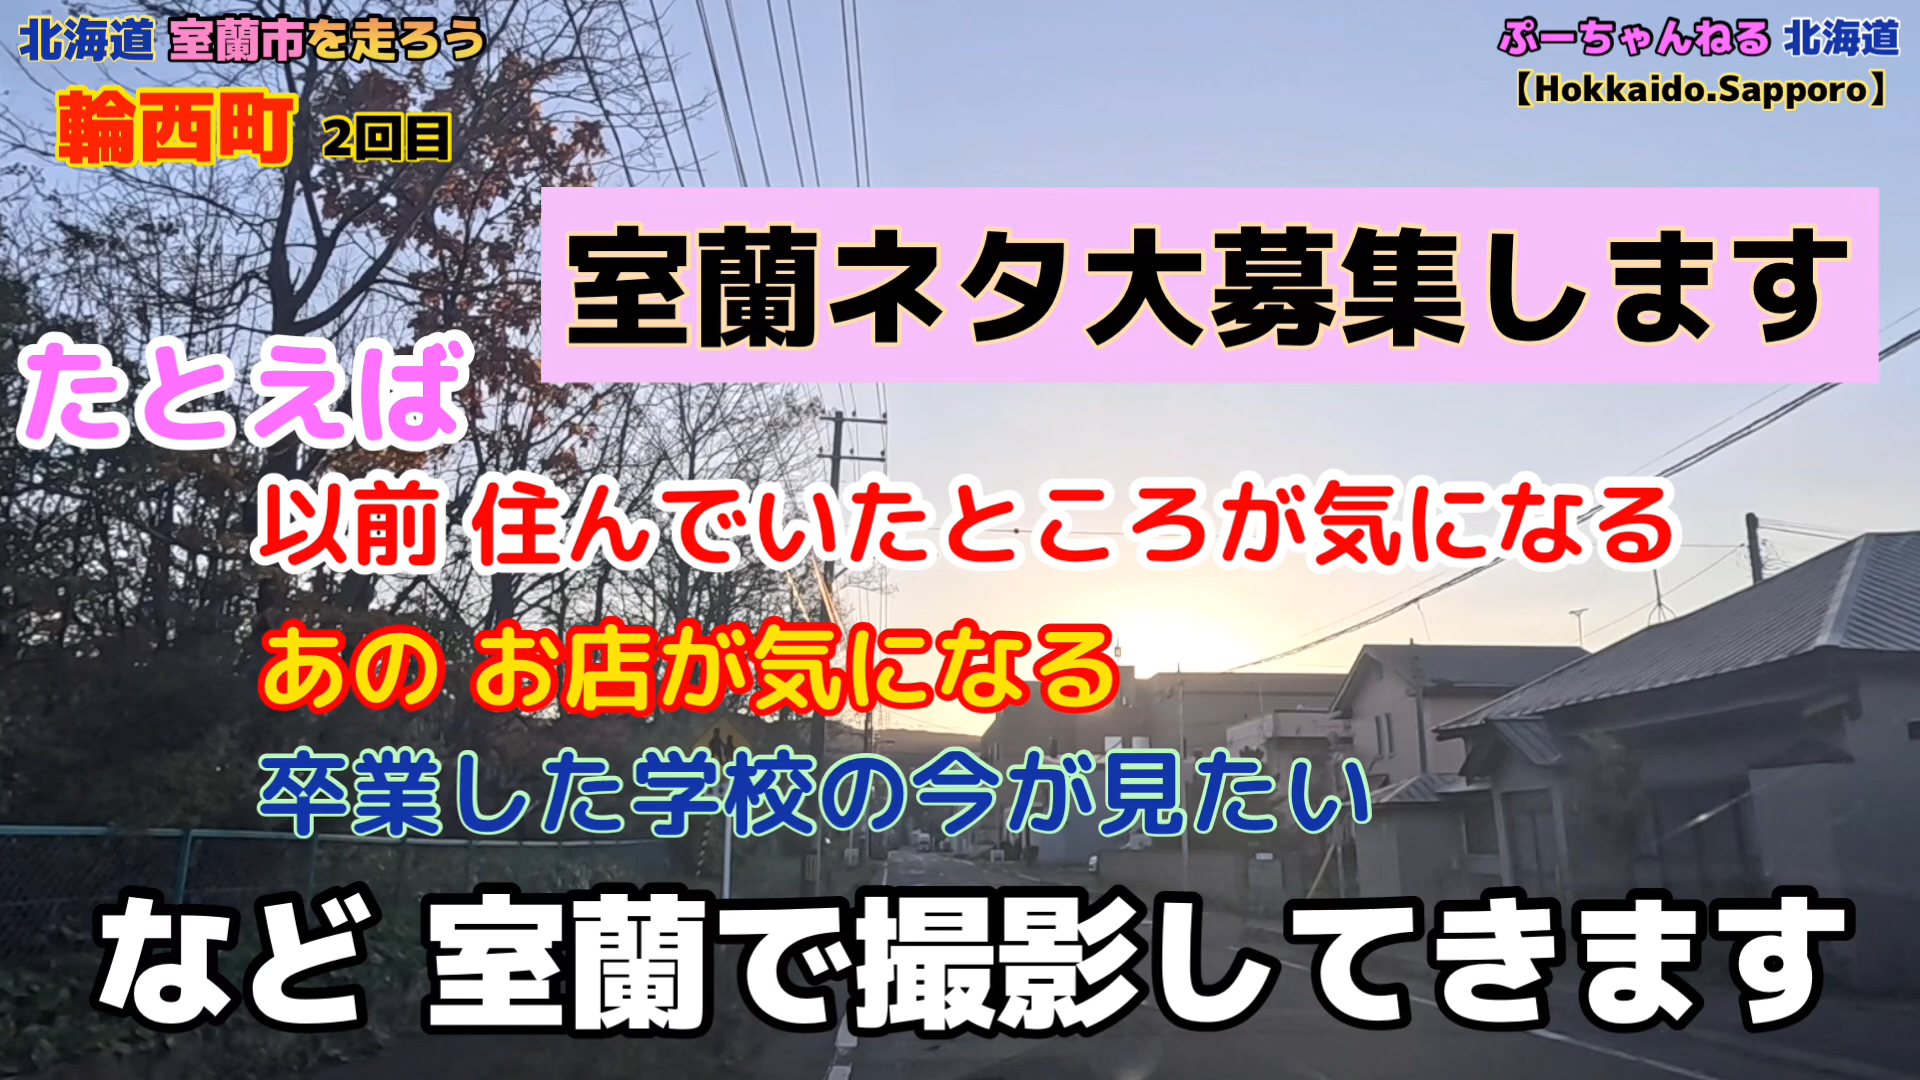 北海道 室蘭市を走ろう
輪西町 2回目
ぷーちゃんねる 北海道
【Hokkaido.Sapporo】
室蘭ネタ大募集します
たとえば
以前 住んでいたところが気になる
あの お店が気になる
卒業した学校の今が見たい
など 室蘭で撮影してきます